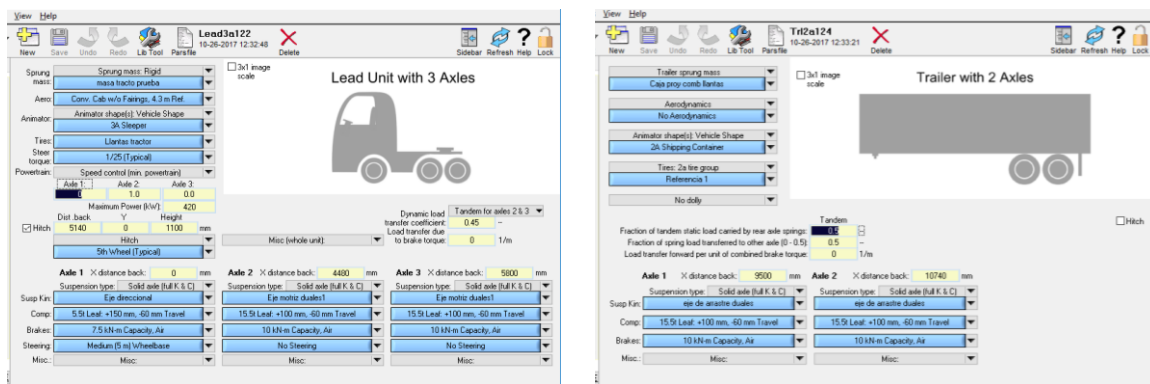 View Help
New Save Undo Redo Lib Tool Parsfile
Lead3a122
10-26-2017 12:32:48
Delete
Sidebar Refresh Help Lock
Sprung mass: Sprung mass: Rigid
masa tracto prueba
Aero: Conv. Cab w/o Fairings, 4.3 m Ref.
Animator: Animator shape(s): Vehicle Shape
3A Sleeper
Tires: Llantas tractor
Steer torque: 1/25 (Typical)
Powertrain: Speed control (min. powertrain)
Axle 1: Axle 2: Axle 3:
0 1.0 0.0
Maximum Power (kW): 420
Dist. back Y Height
Hitch 5140 0 1100 mm
Hitch
5th Wheel (Typical)
3x1 image scale
Lead Unit with 3 Axles
Misc (whole unit):
Dynamic load transfer coefficient: Tandem for axles 2 & 3
0.45 --
Load transfer due to brake torque: 0 1/m
Axle 1 X distance back: 0 mm Axle 2 X distance back: 4480 mm Axle 3 X distance back: 5800 mm
Suspension type: Solid axle (full K & C) Suspension type: Solid axle (full K & C) Suspension type: Solid axle (full K & C)
Susp Kin: Eje direccional Eje motriz duales1 Eje motriz duales1
Comp: 5.5t Leaf: +150 mm, -60 mm Travel 15.5t Leaf: +100 mm, -60 mm Travel 15.5t Leaf: +100 mm, -60 mm Travel
Brakes: 7.5 kN-m Capacity, Air 10 kN-m Capacity, Air 10 kN-m Capacity, Air
Steering: Medium (5 m) Wheelbase No Steering No Steering
Misc.: Misc: Misc: Misc:
View Help
New Save Undo Redo Lib Tool Parsfile
Trl2a124
10-26-2017 12:33:21
Delete
Sidebar Refresh Help Lock
Trailer sprung mass
Caja proy comb llantas
Aerodynamics
No Aerodynamics
Animator shape(s): Vehicle Shape
2A Shipping Container
Tires: 2a tire group
Referencia 1
No dolly
3x1 image scale
Trailer with 2 Axles
Hitch
Tandem
Fraction of tandem static load carried by rear axle springs: 0.5
Fraction of spring load transferred to other axle (0 - 0.5): 0.5 --
Load transfer forward per unit of combined brake torque: 0 1/m
Axle 1 X distance back: 9500 mm Axle 2 X distance back: 10740 mm
Suspension type: Solid axle (full K & C) Suspension type: Solid axle (full K & C)
Susp Kin: eje de arrastre duales eje de arrastre duales
Comp: 15.5t Leaf: +100 mm, -60 mm Travel 15.5t Leaf: +100 mm, -60 mm Travel
Brakes: 10 kN-m Capacity, Air 10 kN-m Capacity, Air
Misc.: Misc: Misc: